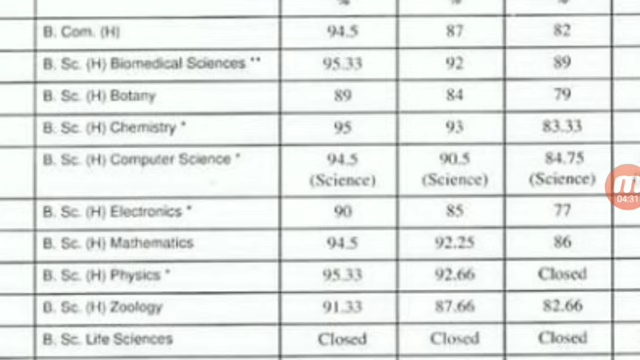 % % %
B. Com. (H) 94.5 87 82
B. Sc. (H) Biomedical Sciences ** 95.33 92 89
B. Sc. (H) Botany 89 84 79
B. Sc. (H) Chemistry * 95 93 83.33
B. Sc. (H) Computer Science * 94.5 90.5 84.75
(Science) (Science) (Science)
B. Sc. (H) Electronics * 90 85 77
B. Sc. (H) Mathematics 94.5 92.25 86
B. Sc. (H) Physics * 95.33 92.66 Closed
B. Sc. (H) Zoology 91.33 87.66 82.66
B. Sc. Life Sciences Closed Closed Closed
04:31